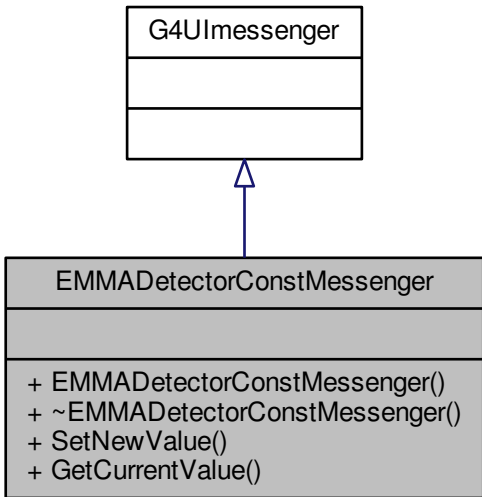 G4UImessenger
EMMADetectorConstMessenger
+ EMMADetectorConstMessenger()
+ ~EMMADetectorConstMessenger()
+ SetNewValue()
+ GetCurrentValue()